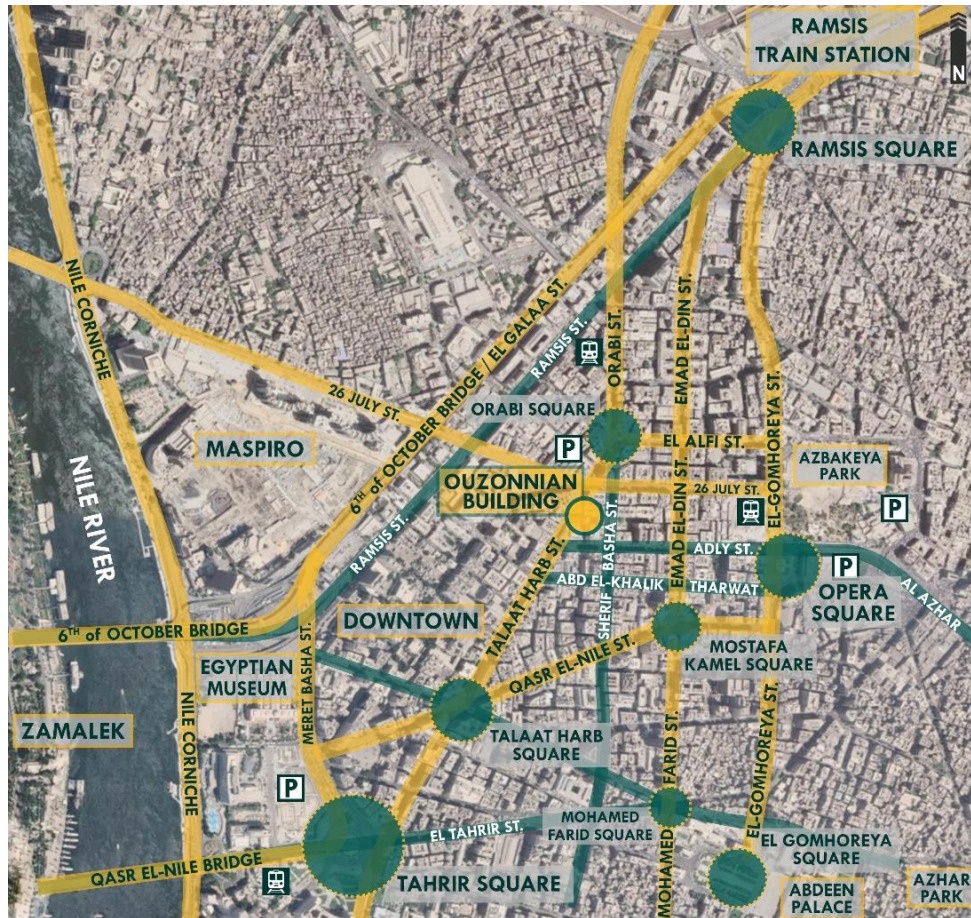 RAMSIS
TRAIN STATION
N
RAMSIS SQUARE
NILE CORNICHE
6TH of OCTOBER BRIDGE / EL GALAA ST.
RAMSIS ST.
ORABI ST.
EMAD EL-DIN ST.
EL-GOMHOREYA ST.
26 JULY ST.
ORABI SQUARE
P
EL ALFI ST.
MASPIRO
AZBAKEYA
PARK
OUZONNIAN
BUILDING
26 JULY ST.
P
NILE RIVER
RAMSIS ST.
TALAAT HARB ST.
SHERIF BASHA ST.
EMAD EL-DIN ST.
ADLY ST.
P
ABD EL-KHALIK THARWAT
OPERA
SQUARE
AL AZHAR
6TH of OCTOBER BRIDGE
DOWNTOWN
MERET BASHA ST.
QASR EL-NILE ST.
MOSTAFA
KAMEL SQUARE
EGYPTIAN
MUSEUM
NILE CORNICHE
ZAMALEK
TALAAT HARB
SQUARE
MOHAMED FARID ST.
EL-GOMHOREYA ST.
P
MOHAMED
FARID SQUARE
EL TAHRIR ST.
EL GOMHOREYA
SQUARE
QASR EL-NILE BRIDGE
TAHRIR SQUARE
ABDEEN
PALACE
AZHAR
PARK